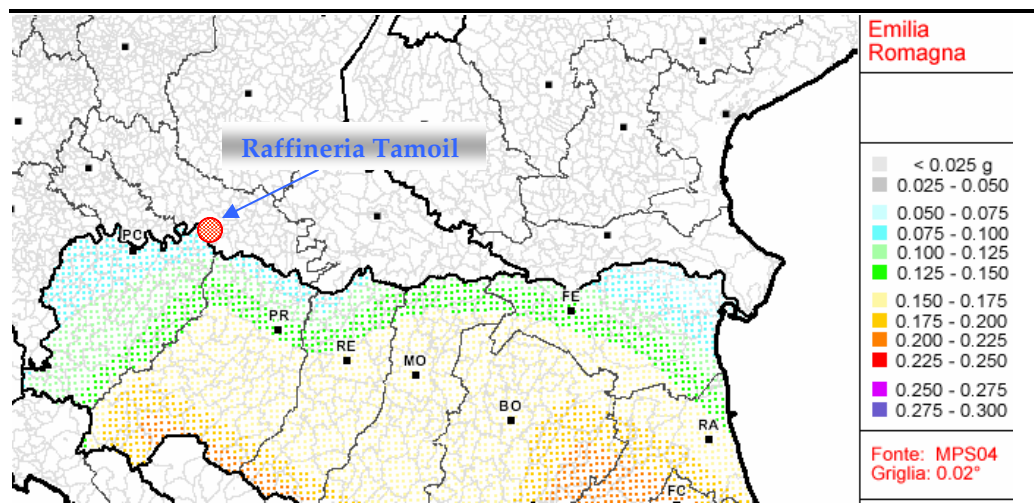 Emilia
Romagna
Raffineria Tamoil
< 0.025 g
0.025 - 0.050
0.050 - 0.075
0.075 - 0.100
0.100 - 0.125
0.125 - 0.150
0.150 - 0.175
0.175 - 0.200
0.200 - 0.225
0.225 - 0.250
0.250 - 0.275
0.275 - 0.300
PC
FE
PR
RE
MO
BO
RA
FC
Fonte: MPS04
Griglia: 0.02°